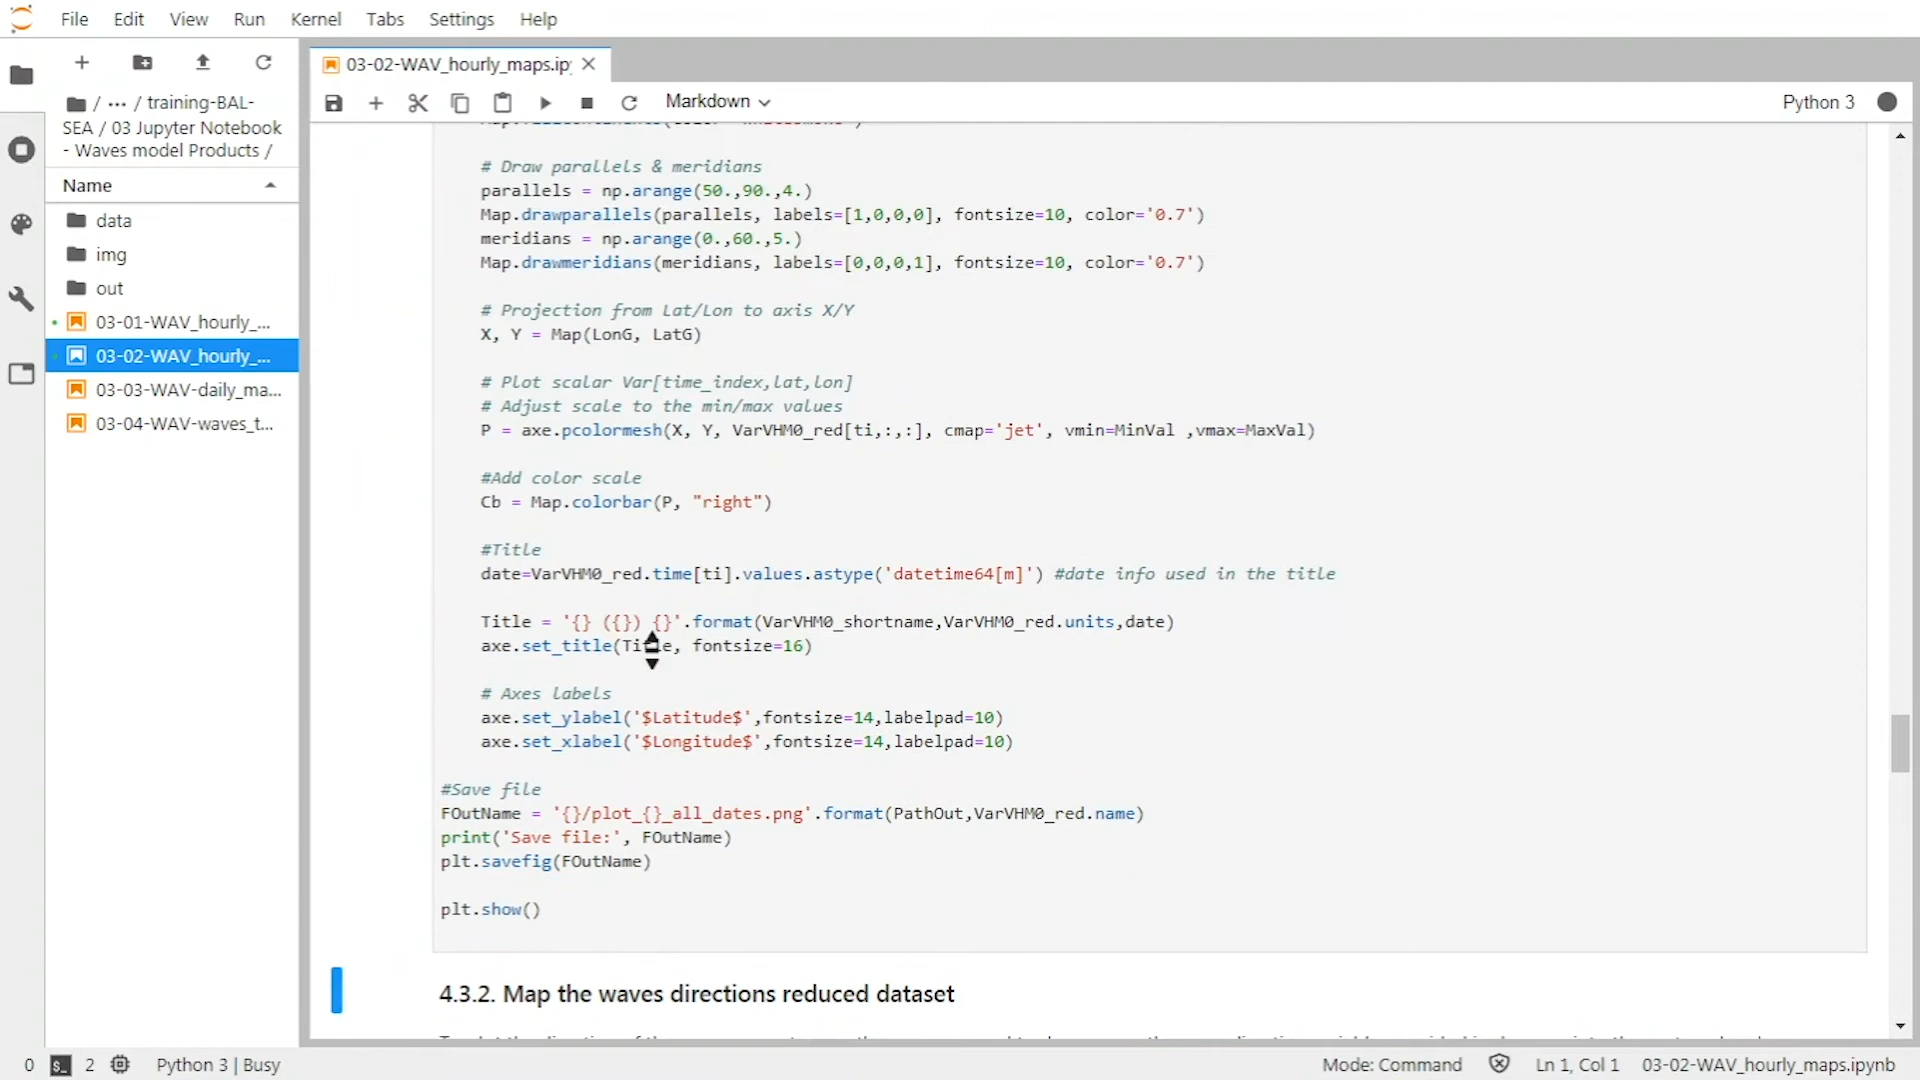 File Edit View Run Kernel Tabs Settings Help
03-02-WAV_hourly_maps.ip
/ ··· / training-BAL-
SEA / 03 Jupyter Notebook
- Waves model Products /
Markdown
Python 3
Name
data
img
out
03-01-WAV_hourly_...
03-02-WAV_hourly_...
03-03-WAV-daily_ma...
03-04-WAV-waves_t...
# Draw parallels & meridians
parallels = np.arange(50.,90.,4.)
Map.drawparallels(parallels, labels=[1,0,0,0], fontsize=10, color='0.7')
meridians = np.arange(0.,60.,5.)
Map.drawmeridians(meridians, labels=[0,0,0,1], fontsize=10, color='0.7')
# Projection from Lat/Lon to axis X/Y
X, Y = Map(LonG, LatG)
# Plot scalar Var[time_index,lat,lon]
# Adjust scale to the min/max values
P = axe.pcolormesh(X, Y, VarVHM0_red[ti,:,:], cmap='jet', vmin=MinVal ,vmax=MaxVal)
#Add color scale
Cb = Map.colorbar(P, "right")
#Title
date=VarVHM0_red.time[ti].values.astype('datetime64[m]') #date info used in the title
Title = '{} ({}) {}'.format(VarVHM0_shortname,VarVHM0_red.units,date)
axe.set_title(Title, fontsize=16)
# Axes labels
axe.set_ylabel('$Latitude$',fontsize=14,labelpad=10)
axe.set_xlabel('$Longitude$',fontsize=14,labelpad=10)
#Save file
FOutName = '{}/plot_{}_all_dates.png'.format(PathOut,VarVHM0_red.name)
print('Save file:', FOutName)
plt.savefig(FOutName)
plt.show()
4.3.2. Map the waves directions reduced dataset
0 2 Python 3 | Busy
Mode: Command Ln 1, Col 1 03-02-WAV_hourly_maps.ipynb